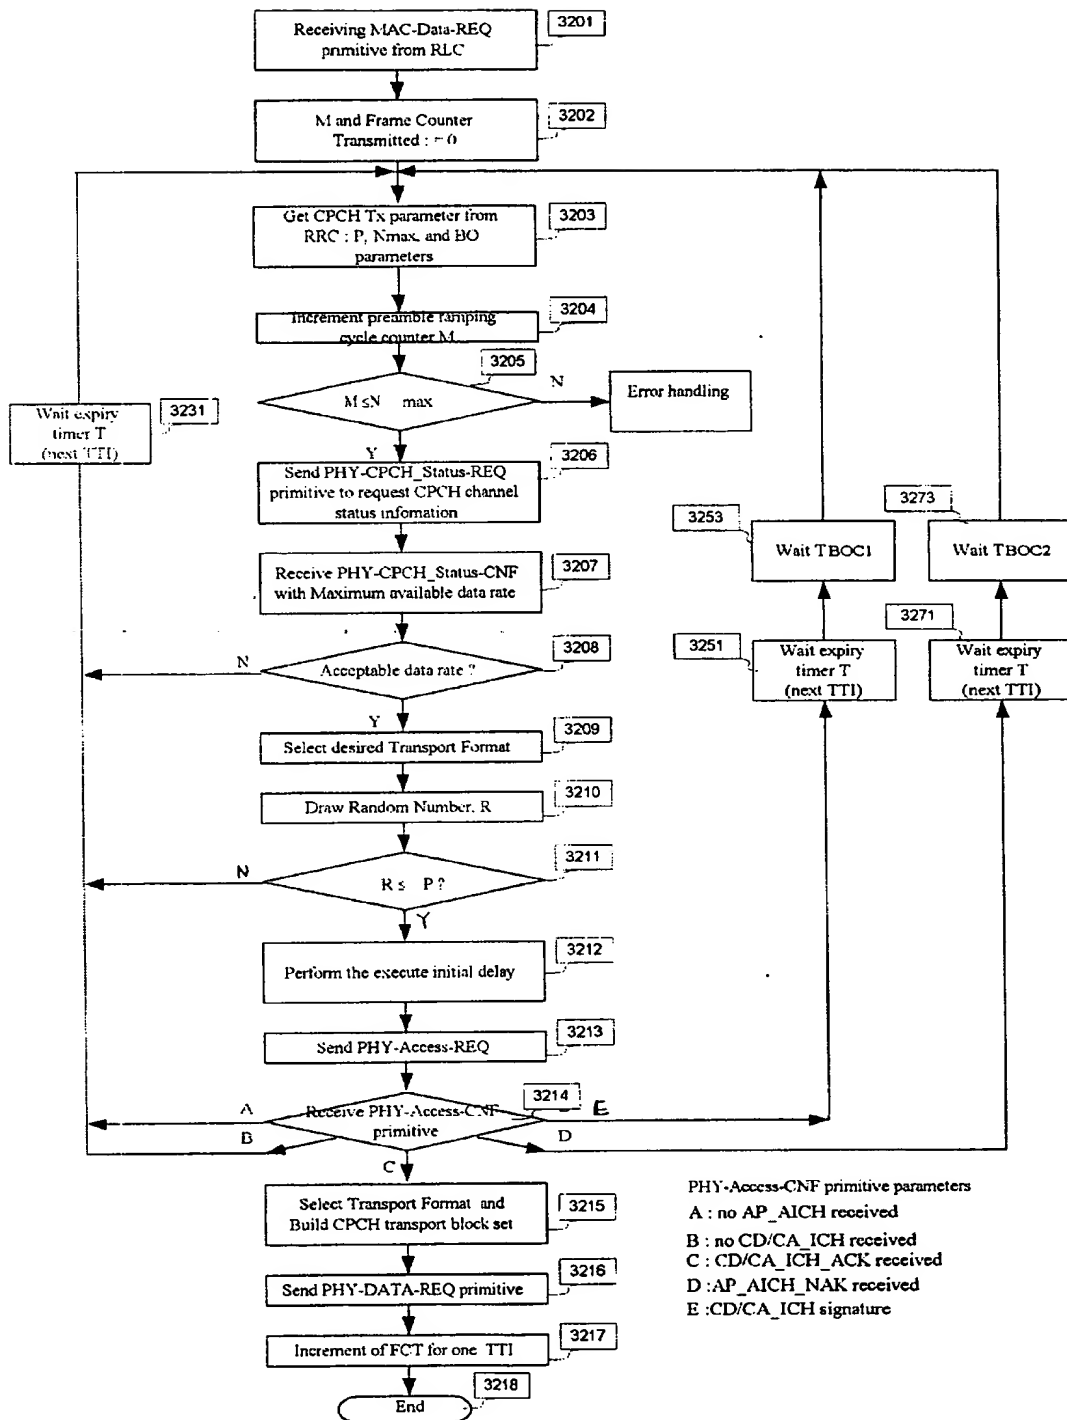 Receiving MAC-Data-REQ
primitive from RLC
3201
M and Frame Counter
Transmitted : = 0
3202
Get CPCH Tx parameter from
RRC : P, Nmax, and BO
parameters
3203
Increment preamble ramping
cycle counter M
3204
M ≤N max
3205
N
Error handling
Y
Wait expiry
timer T
(next TTI)
3231
Send PHY-CPCH_Status-REQ
primitive to request CPCH channel
status infomation
3206
3253
Wait TBOC1
3273
Wait TBOC2
Receive PHY-CPCH_Status-CNF
with Maximum available data rate
3207
3251
Wait expiry
timer T
(next TTI)
3271
Wait expiry
timer T
(next TTI)
N
Acceptable data rate ?
3208
Y
Select desired Transport Format
3209
Draw Random Number, R
3210
N
R ≤ P ?
3211
Y
Perform the execute initial delay
3212
Send PHY-Access-REQ
3213
A
Receive PHY-Access-CNF
primitive
3214
E
B
D
C
Select Transport Format and
Build CPCH transport block set
3215
Send PHY-DATA-REQ primitive
3216
Increment of FCT for one TTI
3217
End
3218
PHY-Access-CNF primitive parameters
A : no AP_AICH received
B : no CD/CA_ICH received
C : CD/CA_ICH_ACK received
D :AP_AICH_NAK received
E :CD/CA_ICH signature